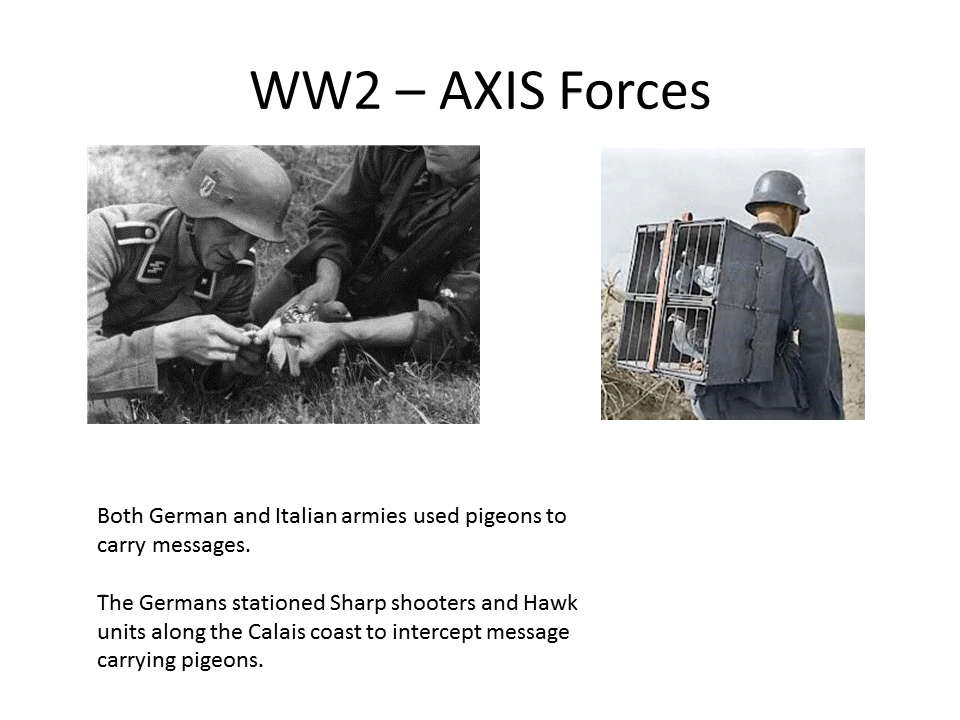 WW2 – AXIS Forces
Both German and Italian armies used pigeons to
carry messages.
The Germans stationed Sharp shooters and Hawk
units along the Calais coast to intercept message
carrying pigeons.